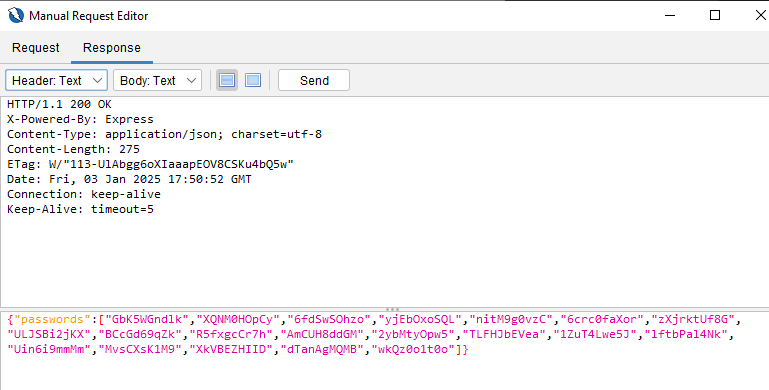 Manual Request Editor
Request Response
Header: Text Body: Text Send
HTTP/1.1 200 OK
X-Powered-By: Express
Content-Type: application/json; charset=utf-8
Content-Length: 275
ETag: W/"113-UlAbgg6oXIaaapEOV8CSKu4bQ5w"
Date: Fri, 03 Jan 2025 17:50:52 GMT
Connection: keep-alive
Keep-Alive: timeout=5
{"passwords":["GbK5WGndlk","XQNM0HOpCy","6fdSwSOhzo","yjEbOxoSQL","nitM9g0vzC","6crc0faXor","zXjrktUf8G",
"ULJSBi2jKX","BCcGd69qZk","R5fxgcCr7h","AmCUH8ddGM","2ybMtyOpw5","TLFHJbEVea","1ZuT4Lwe5J","lftbPal4Nk",
"Uin6i9mmMm","MvsCXsK1M9","XkVBEZHIID","dTanAgMQMB","wkQz0o1t0o"]}